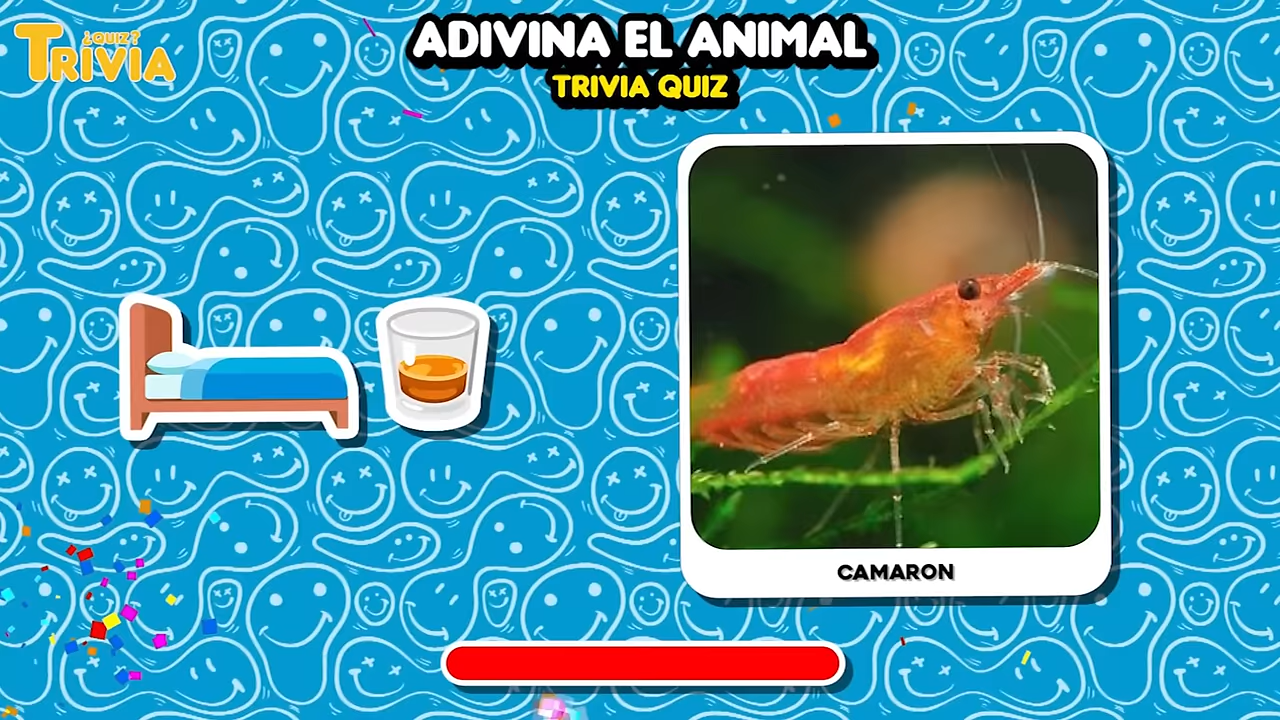 ¿QUIZ?
TRIVIA
ADIVINA EL ANIMAL
TRIVIA QUIZ
CAMARON